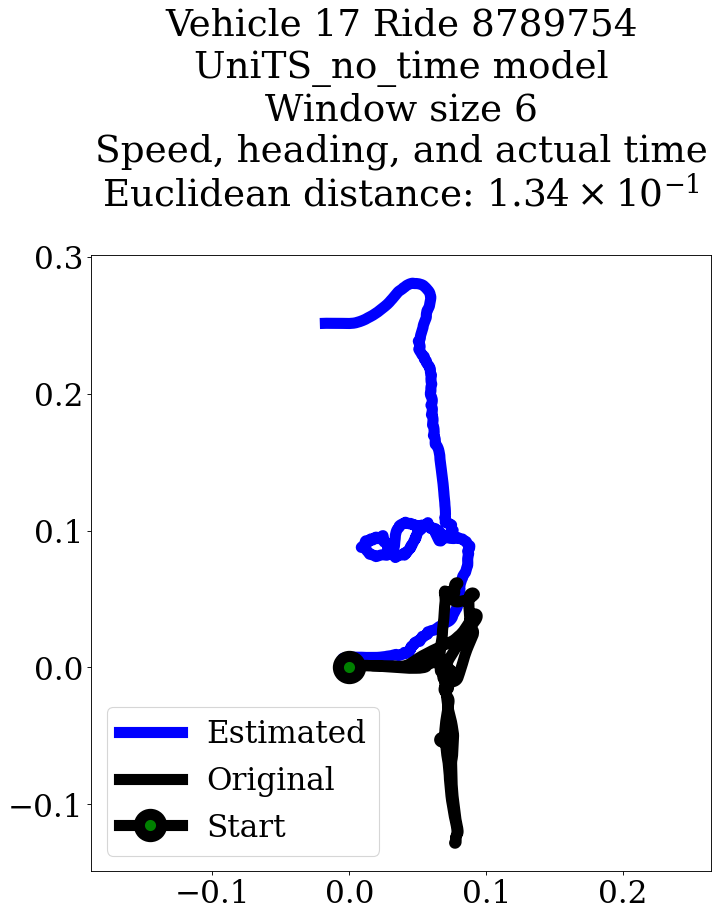 Vehicle 17 Ride 8789754
UniTS_no_time model
Window size 6
Speed, heading, and actual time
Euclidean distance: 1.34 × 10⁻¹
0.3
0.2
0.1
0.0
−0.1
Estimated
Original
Start
−0.1 0.0 0.1 0.2